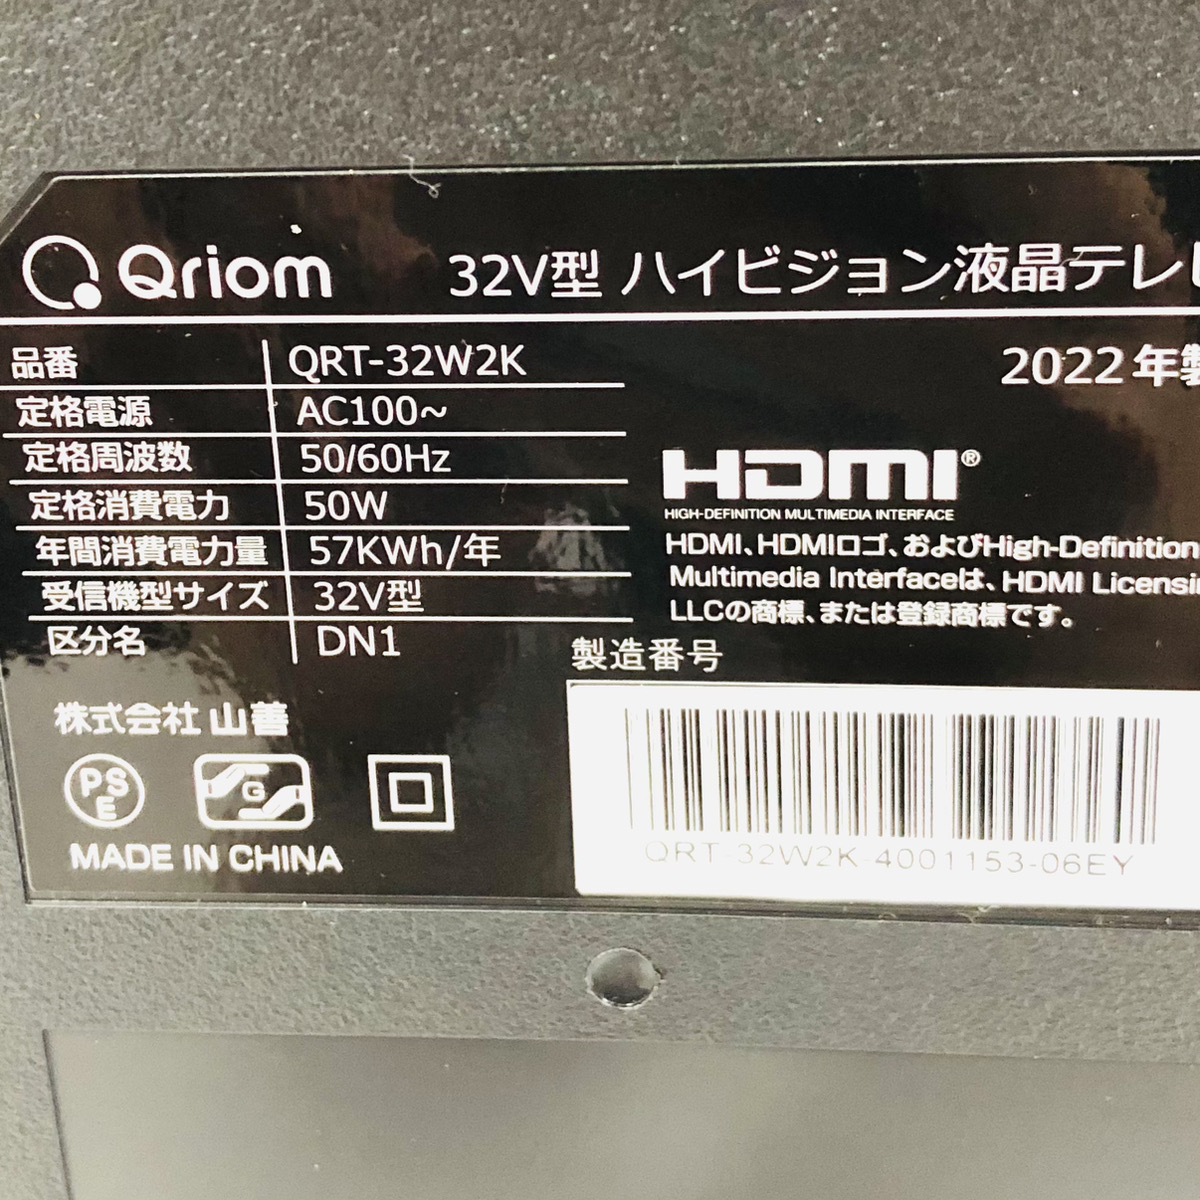 Qriom 32V型 ハイビジョン液晶テレビ
品番 QRT-32W2K
定格電源 AC100~
定格周波数 50/60Hz
定格消費電力 50W
年間消費電力量 57KWh/年
受信機型サイズ 32V型
区分名 DN1
株式会社 山善
PS
E
G
MADE IN CHINA
2022年製
HDMI®
HIGH-DEFINITION MULTIMEDIA INTERFACE
HDMI、HDMIロゴ、およびHigh-Definition
Multimedia Interfaceは、HDMI Licensin
LLCの商標、または登録商標です。
製造番号
QRT-32W2K-4001153-06EY